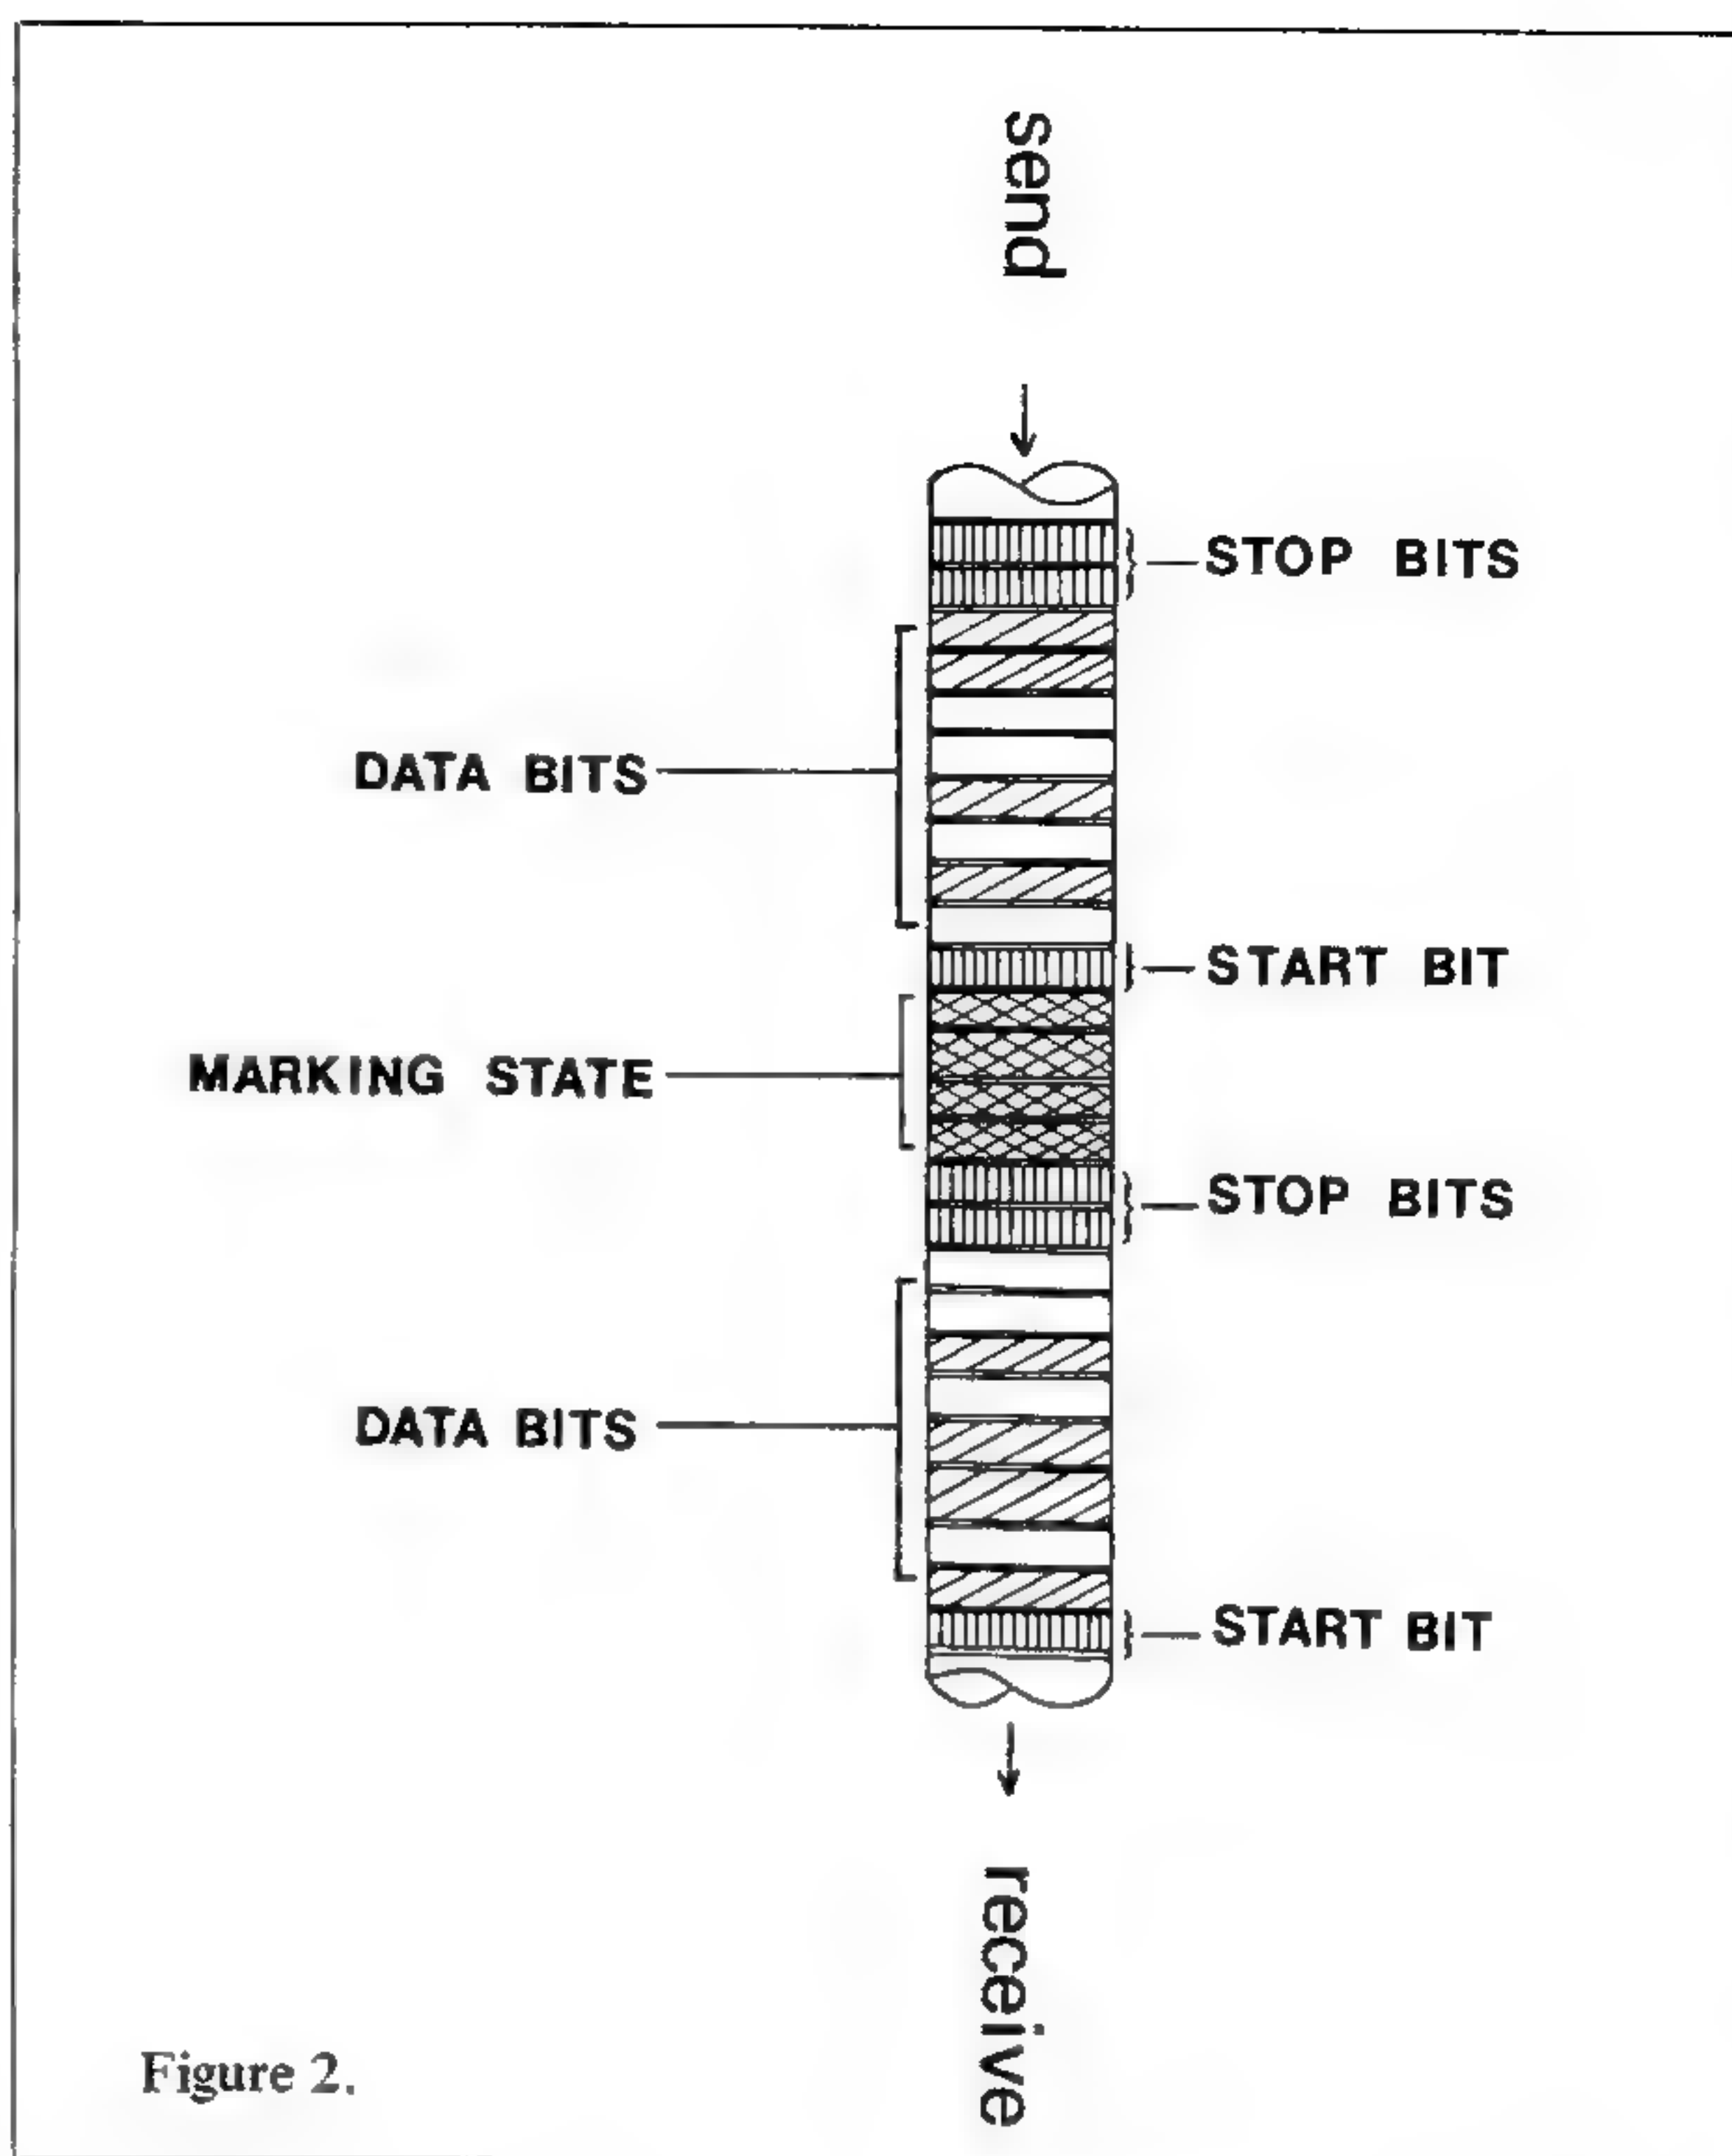 send
STOP BITS
DATA BITS
START BIT
MARKING STATE
STOP BITS
DATA BITS
START BIT
receive
Figure 2.